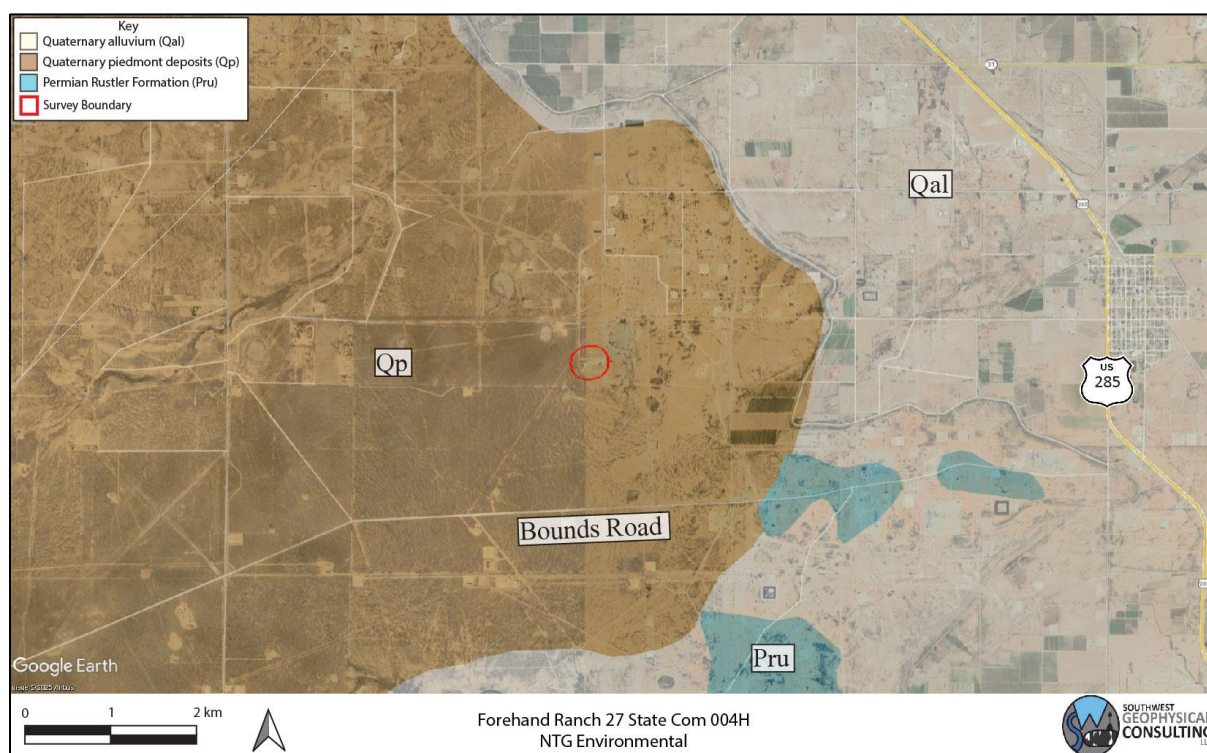 Key
Quaternary alluvium (Qal)
Quaternary piedmont deposits (Qp)
Permian Rustler Formation (Pru)
Survey Boundary
31
Qal
285
Qp
US
285
Bounds Road
Pru
Google Earth
0 1 2 km
Forehand Ranch 27 State Com 004H
NTG Environmental
SOUTHWEST
GEOPHYSICAL
CONSULTING